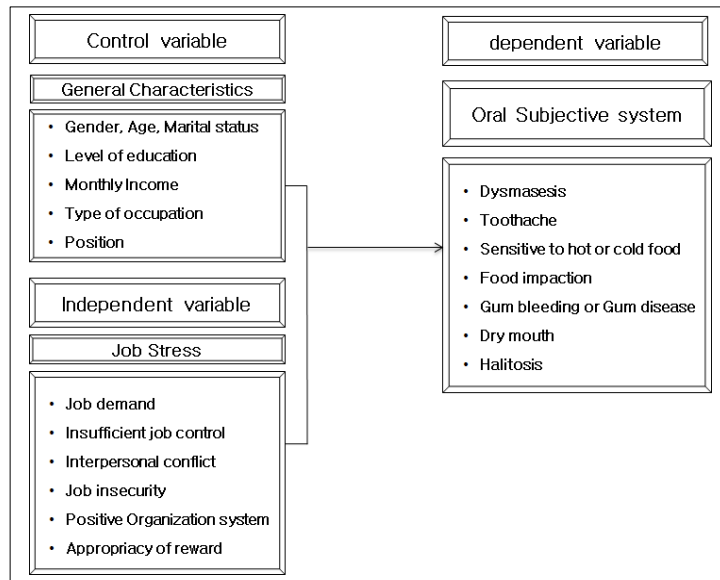 Control variable
General Characteristics
• Gender, Age, Marital status
• Level of education
• Monthly Income
• Type of occupation
• Position
Independent variable
Job Stress
• Job demand
• Insufficient job control
• Interpersonal conflict
• Job insecurity
• Positive Organization system
• Appropriacy of reward
dependent variable
Oral Subjective system
• Dysmasesis
• Toothache
• Sensitive to hot or cold food
• Food impaction
• Gum bleeding or Gum disease
• Dry mouth
• Halitosis